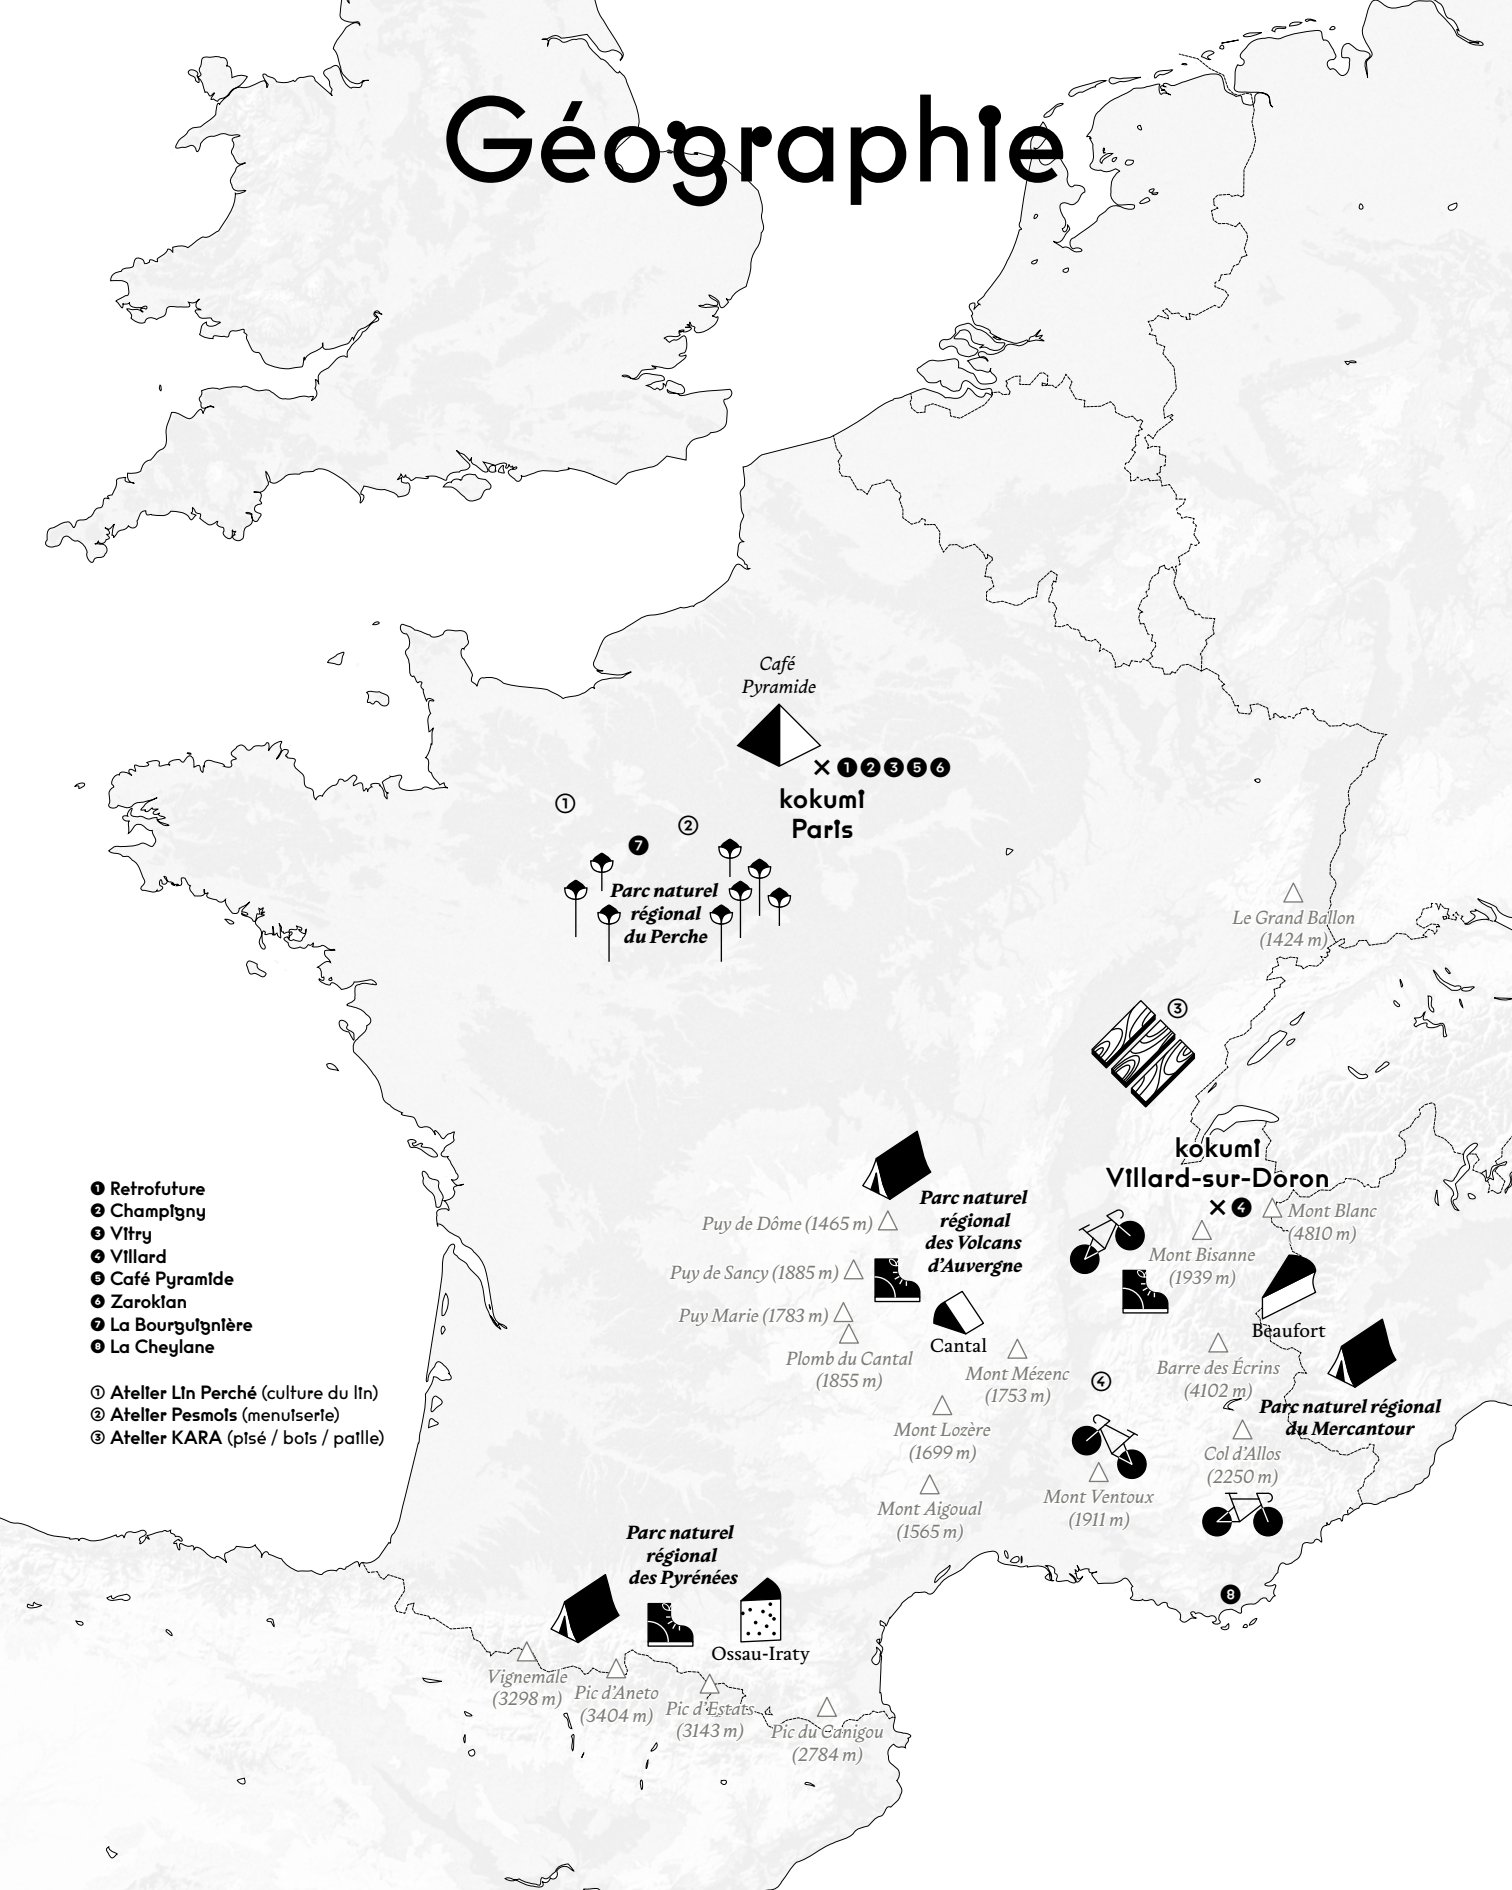 Géographie
Café
Pyramide
× ❶❷❸❺❻
kokumi
Paris
①
②
❼
Parc naturel
régional
du Perche
Le Grand Ballon
(1424 m)
③
kokumi
Villard-sur-Doron
× ❹
Mont Blanc
(4810 m)
Mont Bisanne
(1939 m)
Parc naturel
régional
des Volcans
d'Auvergne
Puy de Dôme (1465 m)
Puy de Sancy (1885 m)
Puy Marie (1783 m)
Plomb du Cantal
(1855 m)
Cantal
Mont Mézenc
(1753 m)
Beaufort
Barre des Écrins
(4102 m)
④
Parc naturel régional
du Mercantour
Mont Lozère
(1699 m)
Col d'Allos
(2250 m)
Mont Aigoual
(1565 m)
Mont Ventoux
(1911 m)
❽
❶ Retrofuture
❷ Champigny
❸ Vitry
❹ Villard
❺ Café Pyramide
❻ Zarokian
❼ La Bourguignière
❽ La Cheylane
① Atelier Lin Perché (culture du lin)
② Atelier Pesmois (menuiserie)
③ Atelier KARA (pisé / bois / paille)
Parc naturel
régional
des Pyrénées
Ossau-Iraty
Vignemale
(3298 m)
Pic d'Aneto
(3404 m)
Pic d'Estats
(3143 m)
Pic du Canigou
(2784 m)